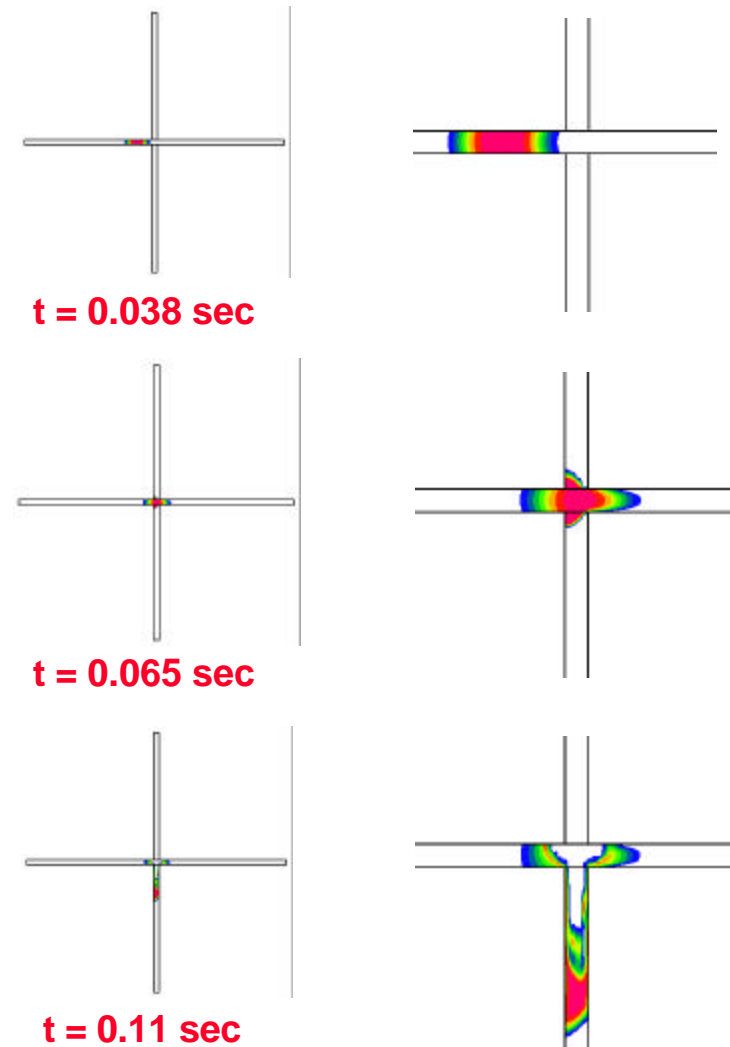 t = 0.038 sec
t = 0.065 sec
t = 0.11 sec